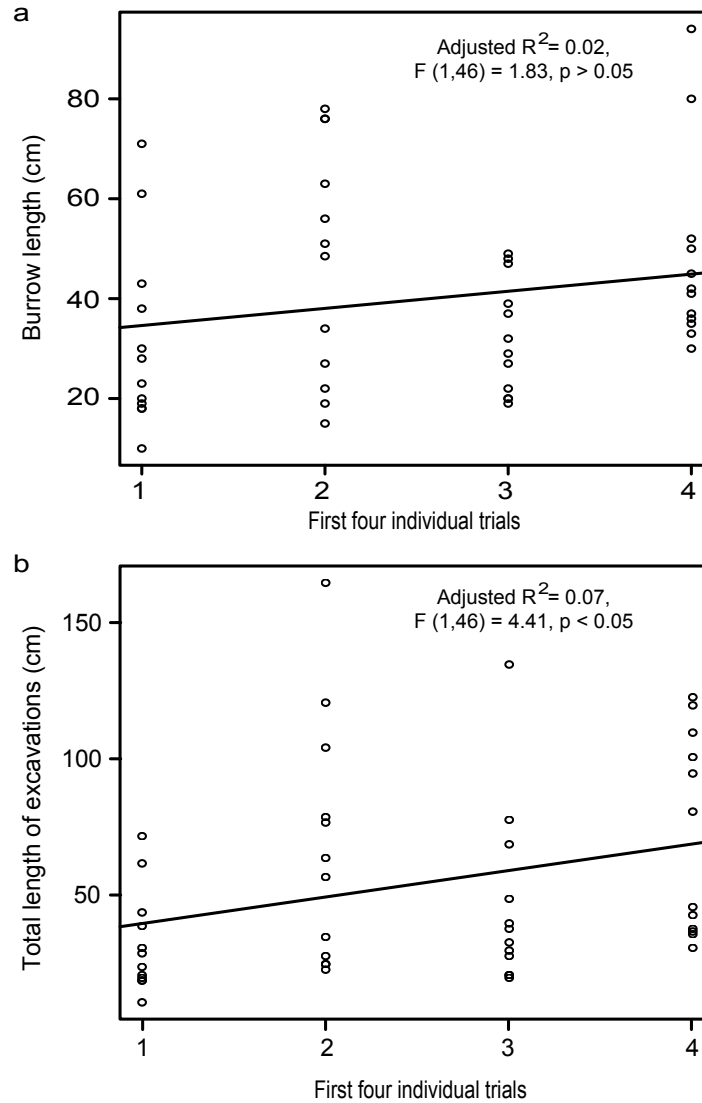 a
Adjusted R²= 0.02,
F (1,46) = 1.83, p > 0.05
Burrow length (cm)
80
60
40
20
1 2 3 4
First four individual trials
b
Adjusted R²= 0.07,
F (1,46) = 4.41, p < 0.05
Total length of excavations (cm)
150
100
50
1 2 3 4
First four individual trials